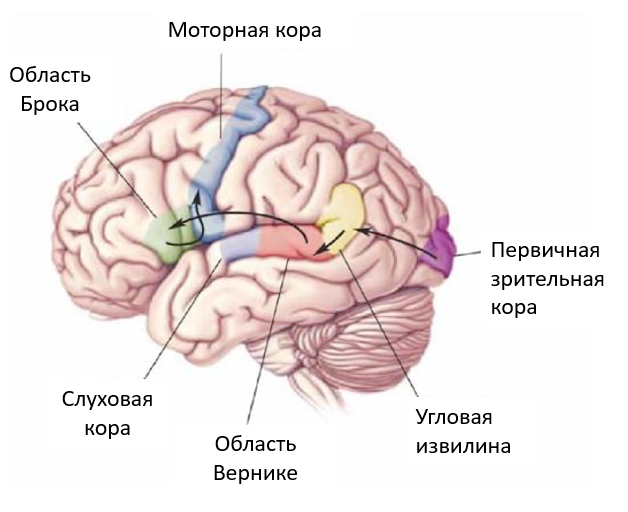 Моторная кора
Область
Брока
Первичная
зрительная
кора
Слуховая
кора
Угловая
извилина
Область
Вернике